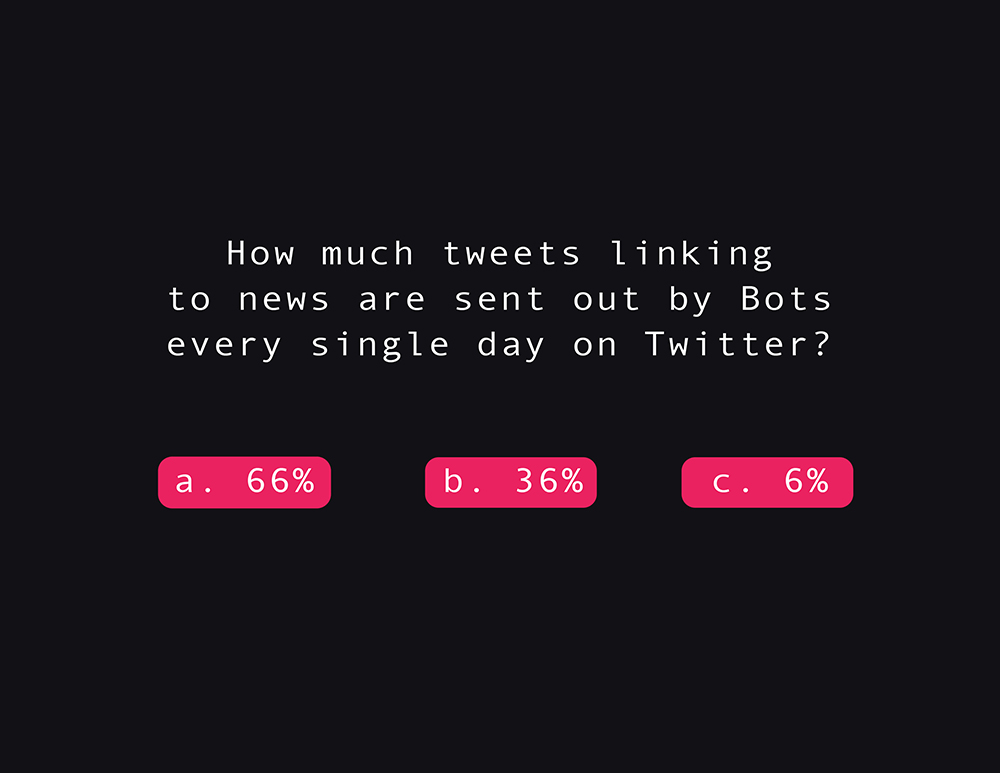 How much tweets linking
to news are sent out by Bots
every single day on Twitter?
a. 66% b. 36% c. 6%